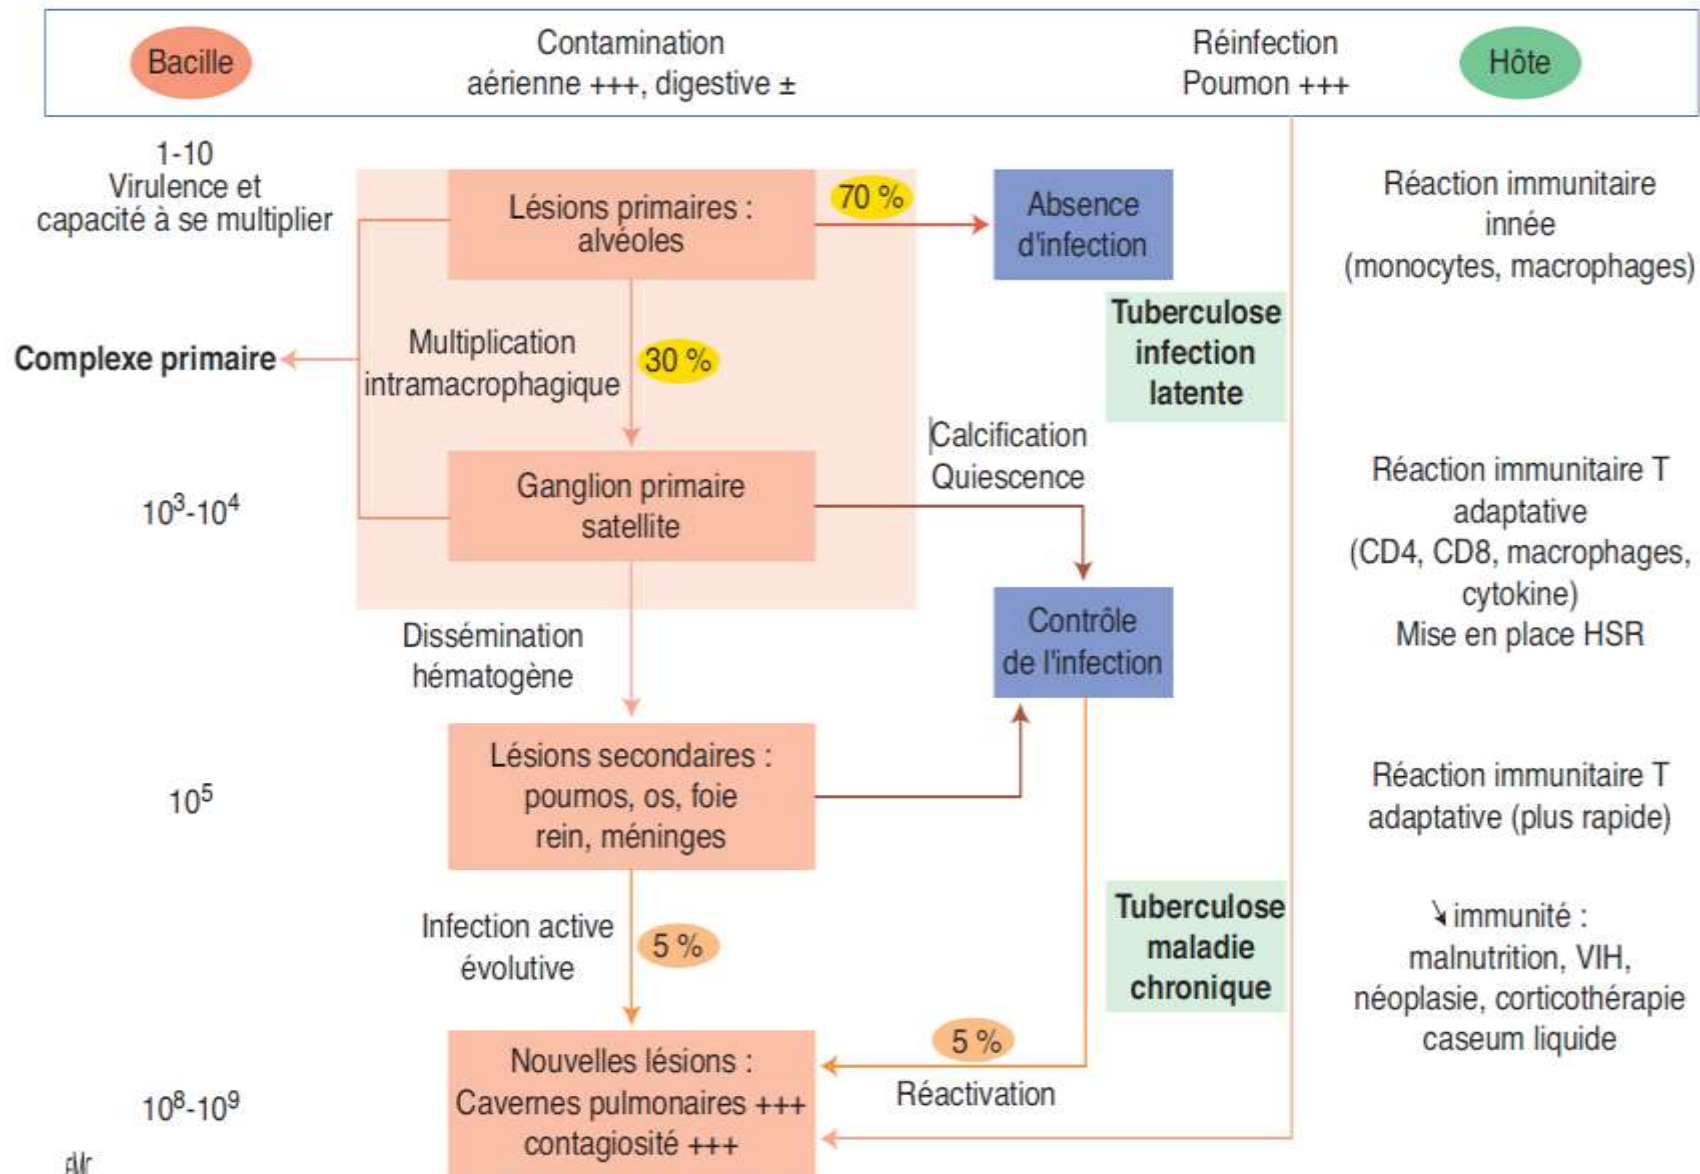 Bacille
Contamination
aérienne +++, digestive ±
Réinfection
Poumon +++
Hôte
1-10
Virulence et
capacité à se multiplier
Lésions primaires :
alvéoles
70 %
Absence
d'infection
Réaction immunitaire
innée
(monocytes, macrophages)
Complexe primaire
Multiplication
intramacrophagique
30 %
Tuberculose
infection
latente
Calcification
Quiescence
10³-10⁴
Ganglion primaire
satellite
Réaction immunitaire T
adaptative
(CD4, CD8, macrophages,
cytokine)
Mise en place HSR
Dissémination
hématogène
Contrôle
de l'infection
10⁵
Lésions secondaires :
poumos, os, foie
rein, méninges
Réaction immunitaire T
adaptative (plus rapide)
Infection active
évolutive
5 %
Tuberculose
maladie
chronique
↘ immunité :
malnutrition, VIH,
néoplasie, corticothérapie
caseum liquide
10⁸-10⁹
Nouvelles lésions :
Cavernes pulmonaires +++
contagiosité +++
5 %
Réactivation